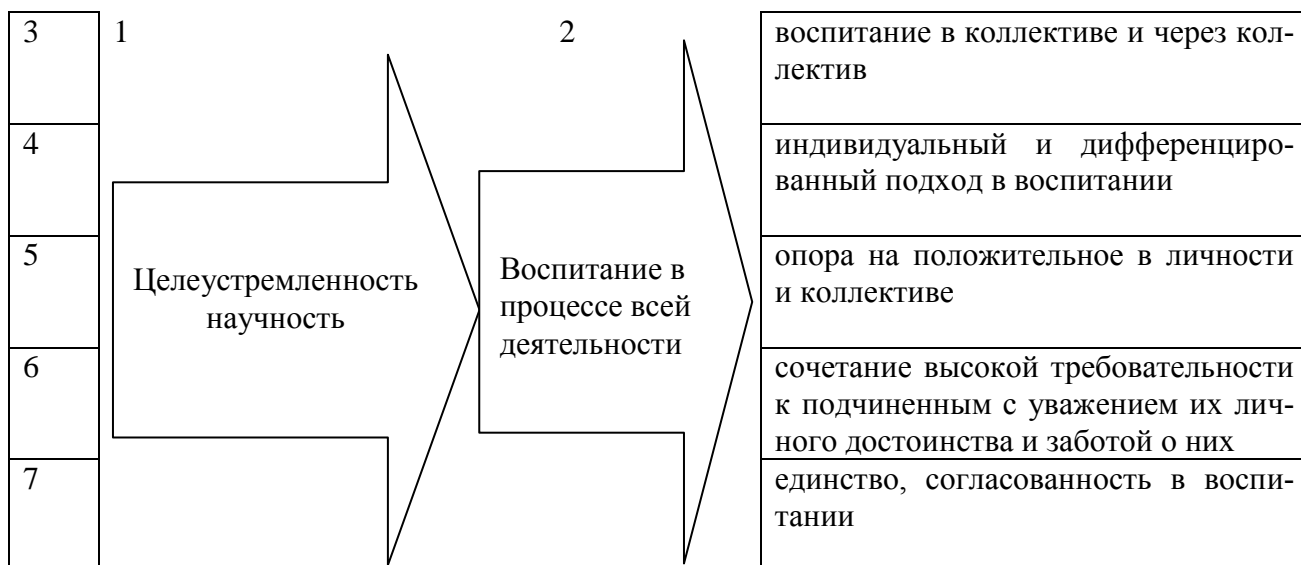 3
1
2
воспитание в коллективе и через кол-
лектив
4
индивидуальный и дифференциро-
ванный подход в воспитании
5
Целеустремленность
научность
Воспитание в
процессе всей
деятельности
опора на положительное в личности
и коллективе
6
сочетание высокой требовательности
к подчиненным с уважением их лич-
ного достоинства и заботой о них
7
единство, согласованность в воспи-
тании